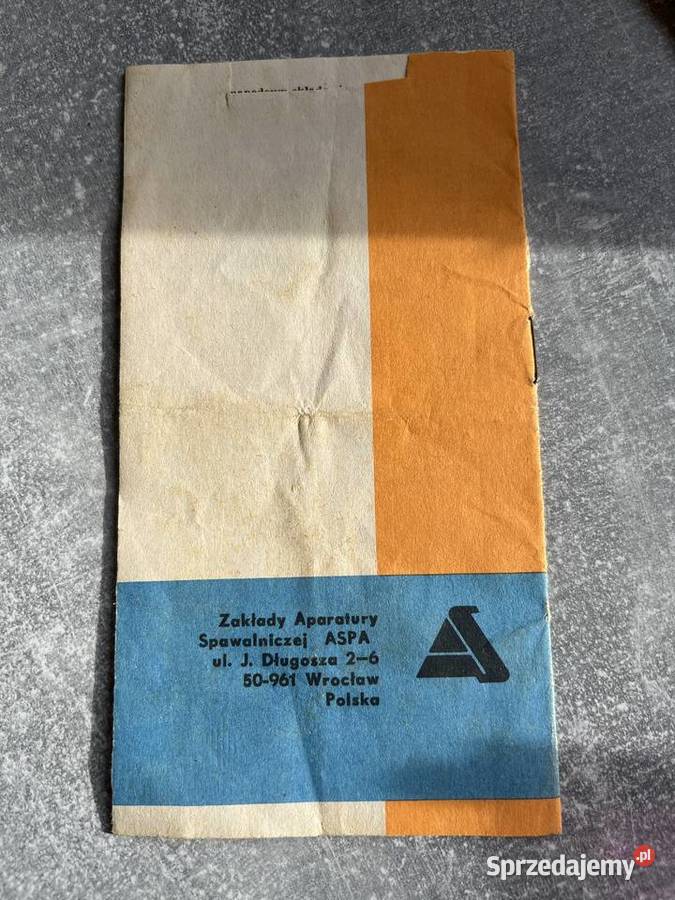 Zakłady Aparatury
Spawalniczej ASPA
ul. J. Długosza 2–6
50-961 Wrocław
Polska
Sprzedajemy.pl